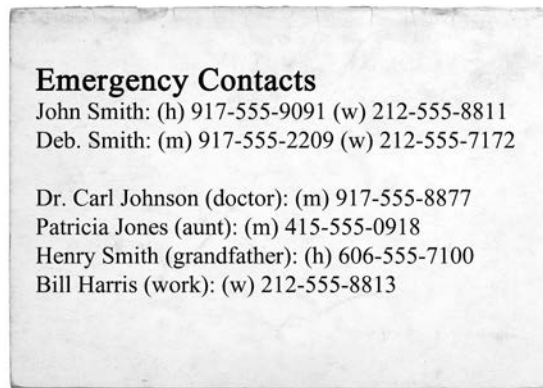 Emergency Contacts
John Smith: (h) 917-555-9091 (w) 212-555-8811
Deb. Smith: (m) 917-555-2209 (w) 212-555-7172
Dr. Carl Johnson (doctor): (m) 917-555-8877
Patricia Jones (aunt): (m) 415-555-0918
Henry Smith (grandfather): (h) 606-555-7100
Bill Harris (work): (w) 212-555-8813